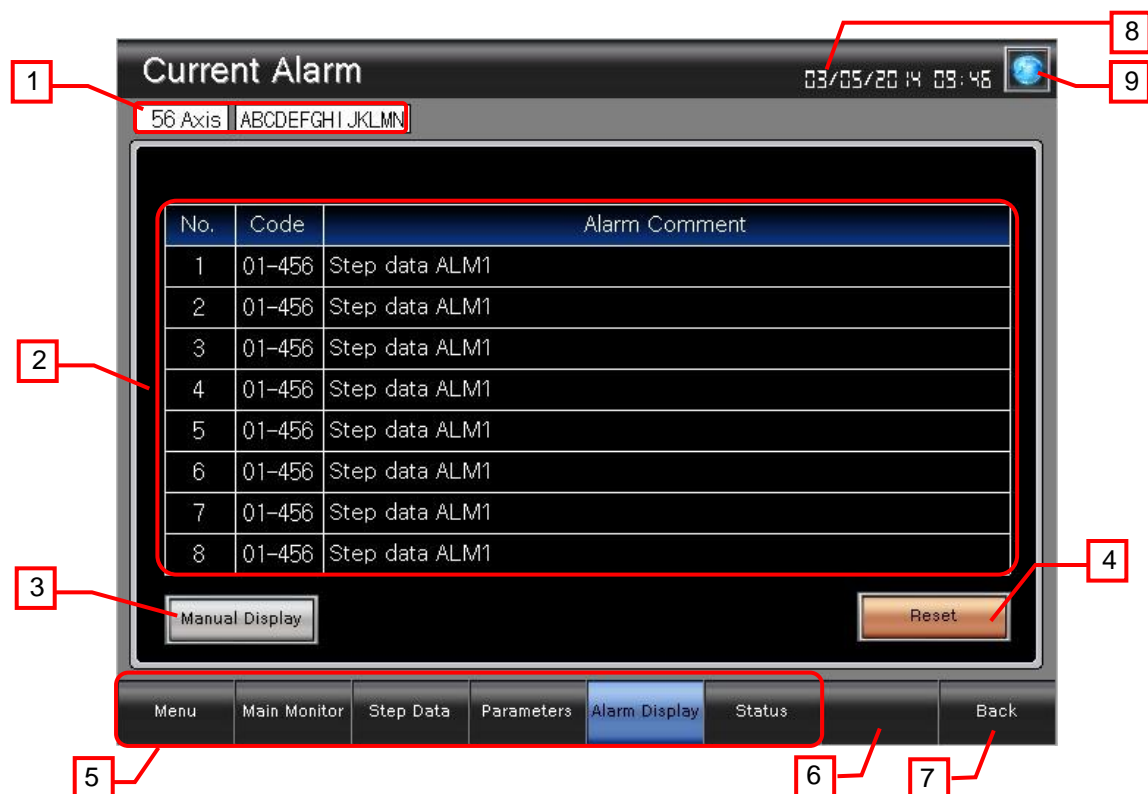 8
Current Alarm 03/05/2014 09:46
1
9
56 Axis ABCDEFGHIJKLMN
No. Code Alarm Comment
1 01-456 Step data ALM1
2 01-456 Step data ALM1
3 01-456 Step data ALM1
2
4 01-456 Step data ALM1
5 01-456 Step data ALM1
6 01-456 Step data ALM1
7 01-456 Step data ALM1
8 01-456 Step data ALM1
4
3
Manual Display Reset
Menu Main Monitor Step Data Parameters Alarm Display Status Back
5 6 7